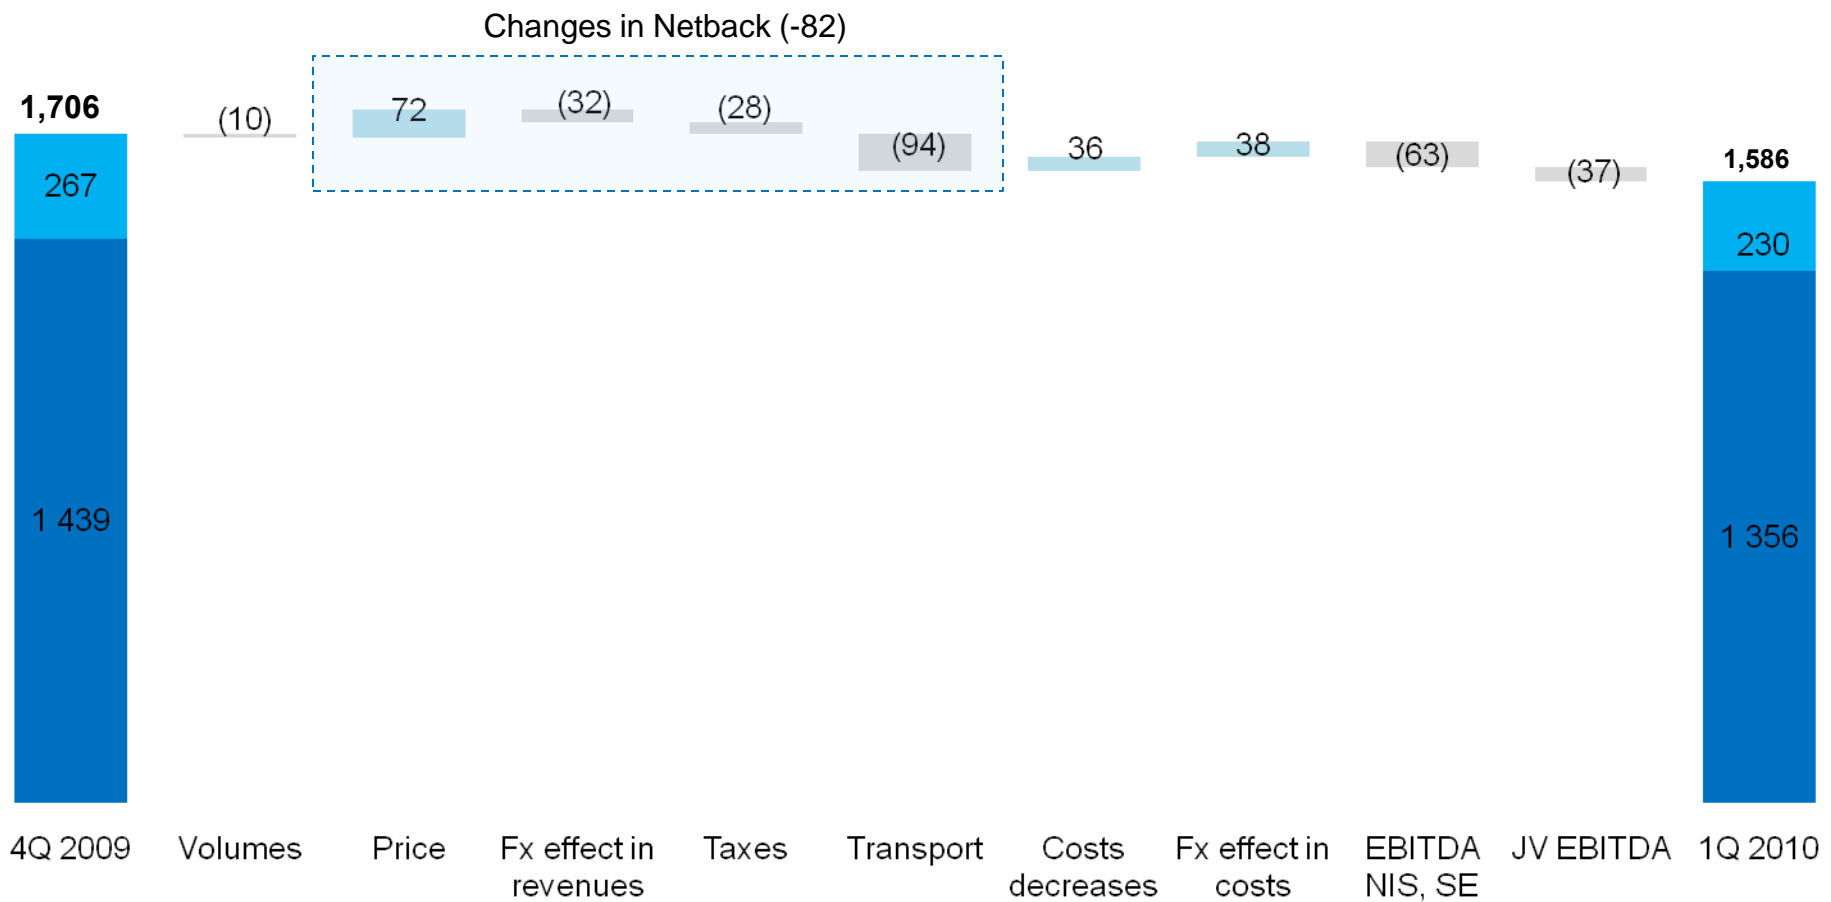 Changes in Netback (-82)
1,706
(10)
72
(32)
(28)
(94)
36
38
(63)
(37)
1,586
267
230
1 439
1 356
4Q 2009
Volumes
Price
Fx effect in
revenues
Taxes
Transport
Costs
decreases
Fx effect in
costs
EBITDA
NIS, SE
JV EBITDA
1Q 2010